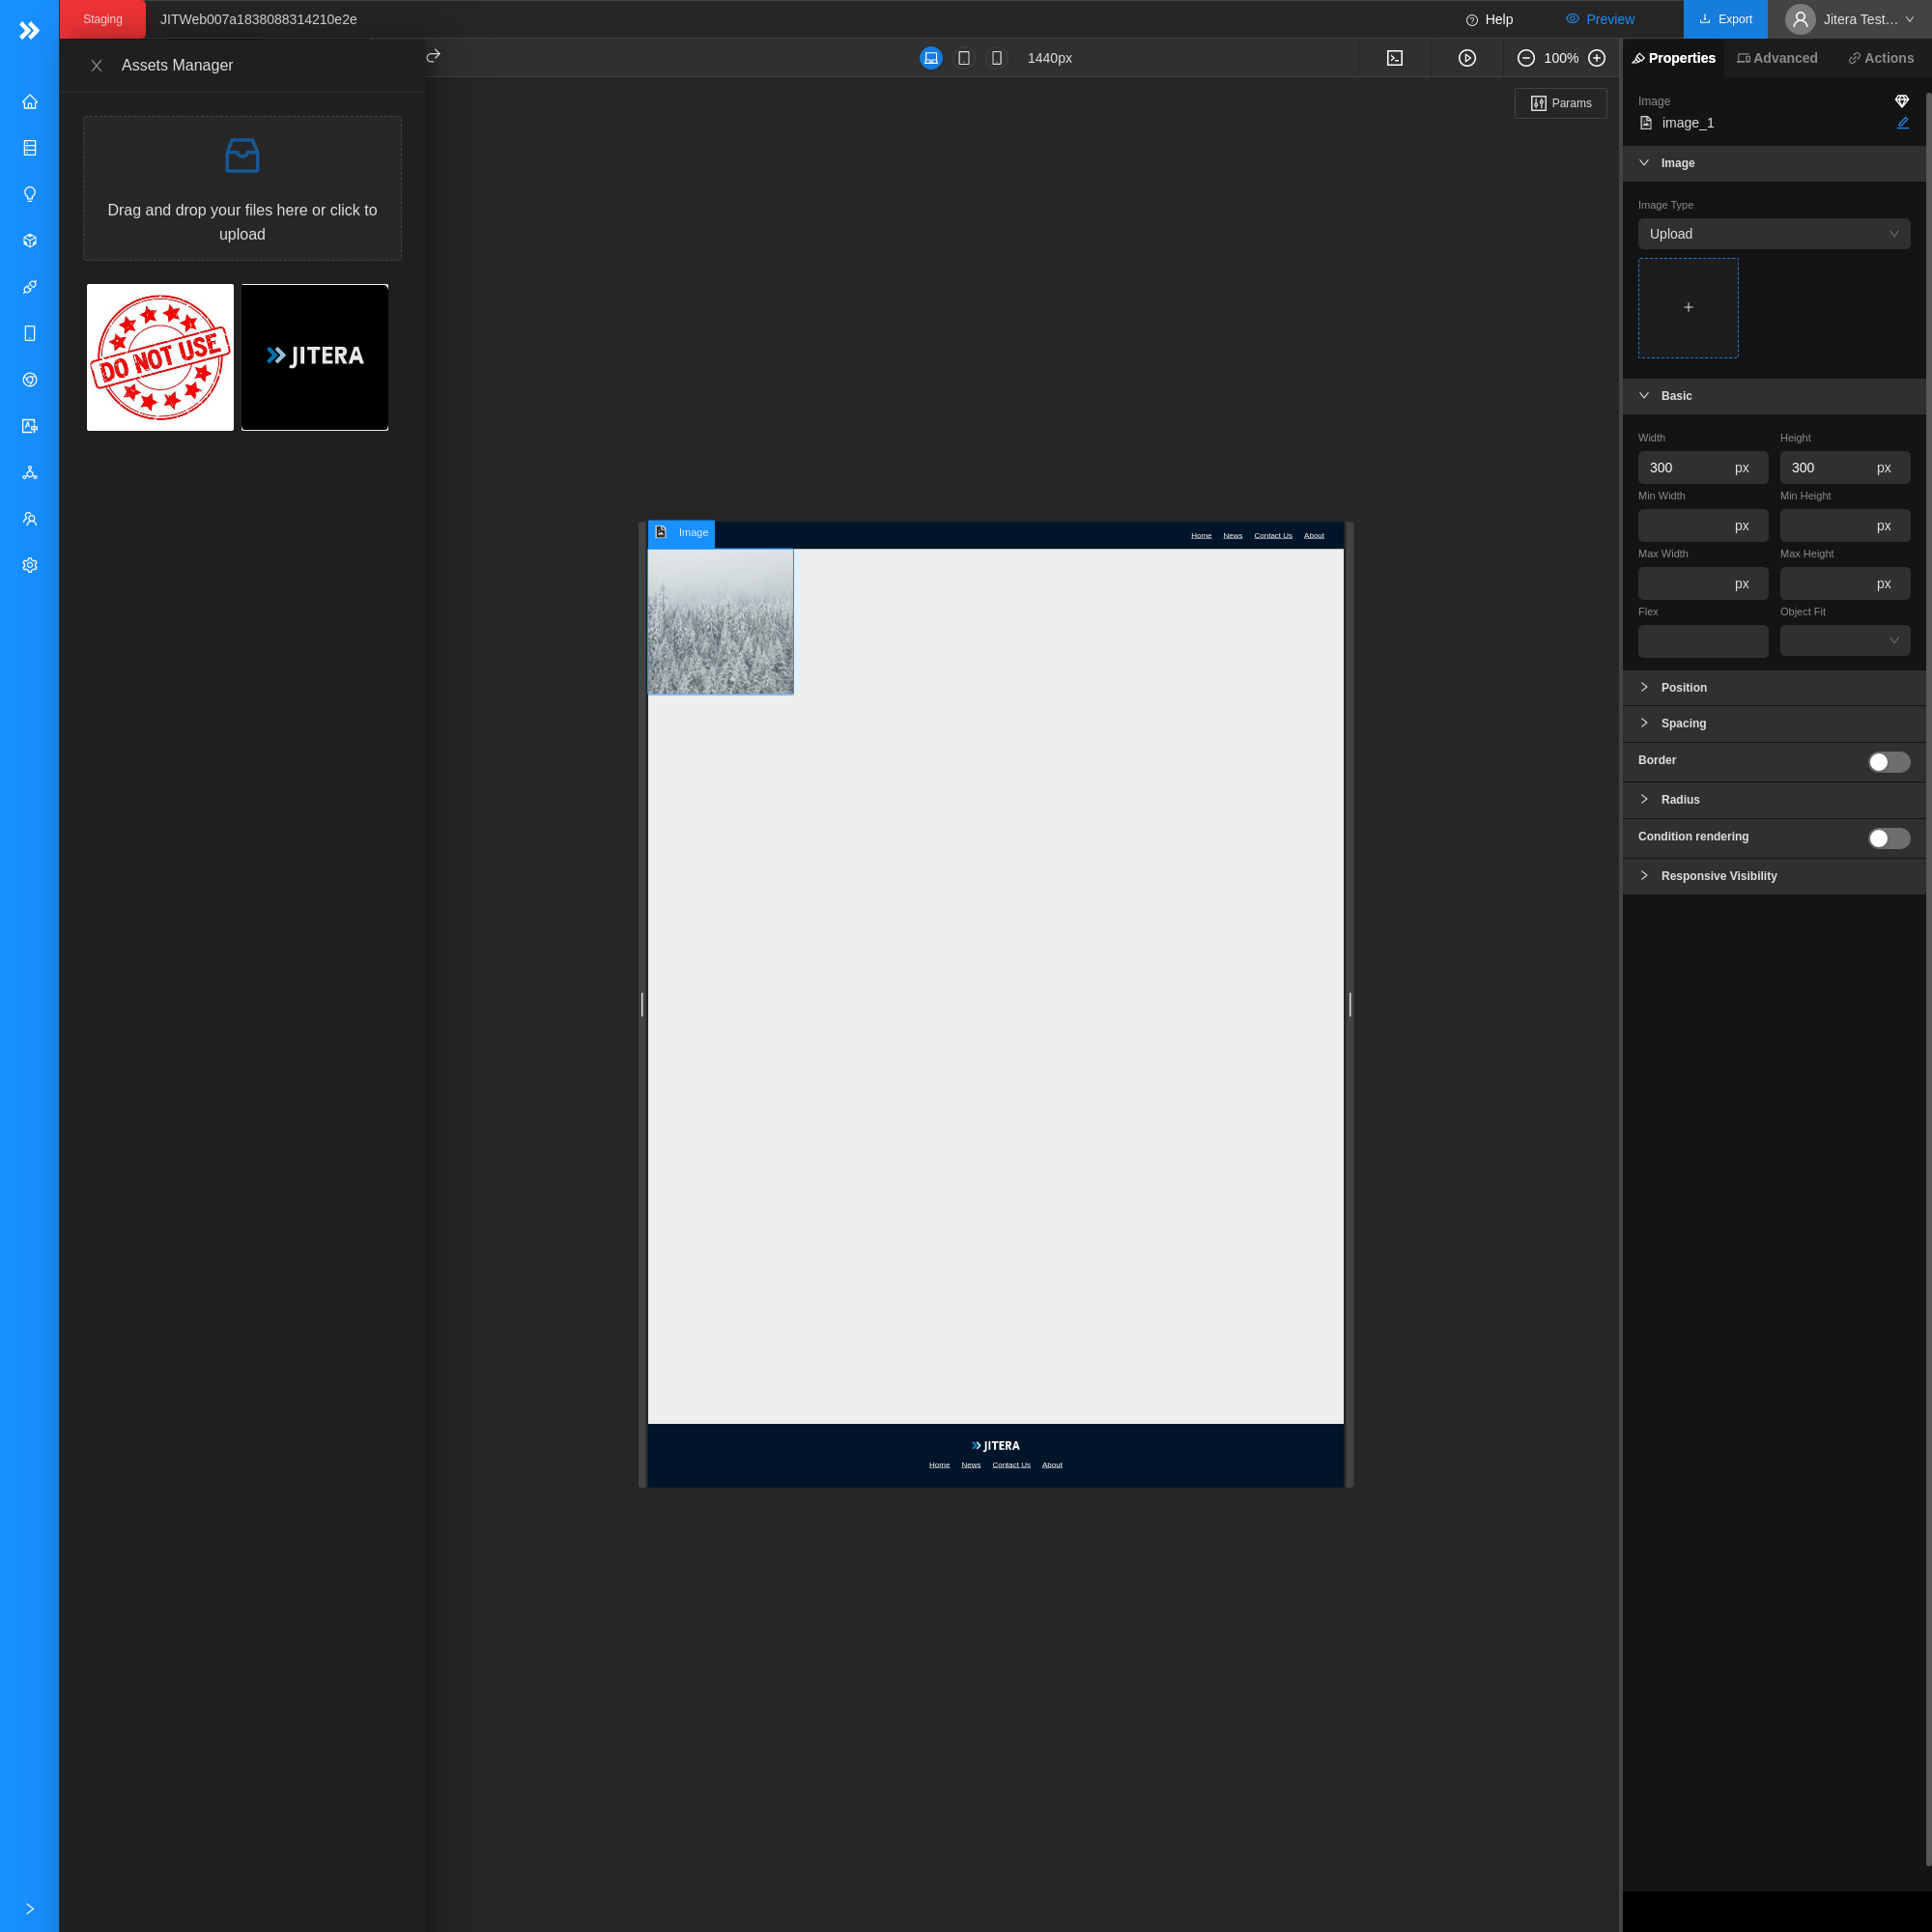 Staging
JITWeb007a1838088314210e2e
Help
Preview
Export
Jitera Test...
Assets Manager
1440px
100%
Properties
Advanced
Actions
Params
Drag and drop your files here or click to
upload
DO NOT USE
JITERA
Image
image_1
Image
Image Type
Upload
+
Basic
Width
Height
300 px
300 px
Min Width
Min Height
px
px
Max Width
Max Height
px
px
Flex
Object Fit
Position
Spacing
Border
Radius
Condition rendering
Responsive Visibility
Image
Home News Contact Us About
JITERA
Home News Contact Us About